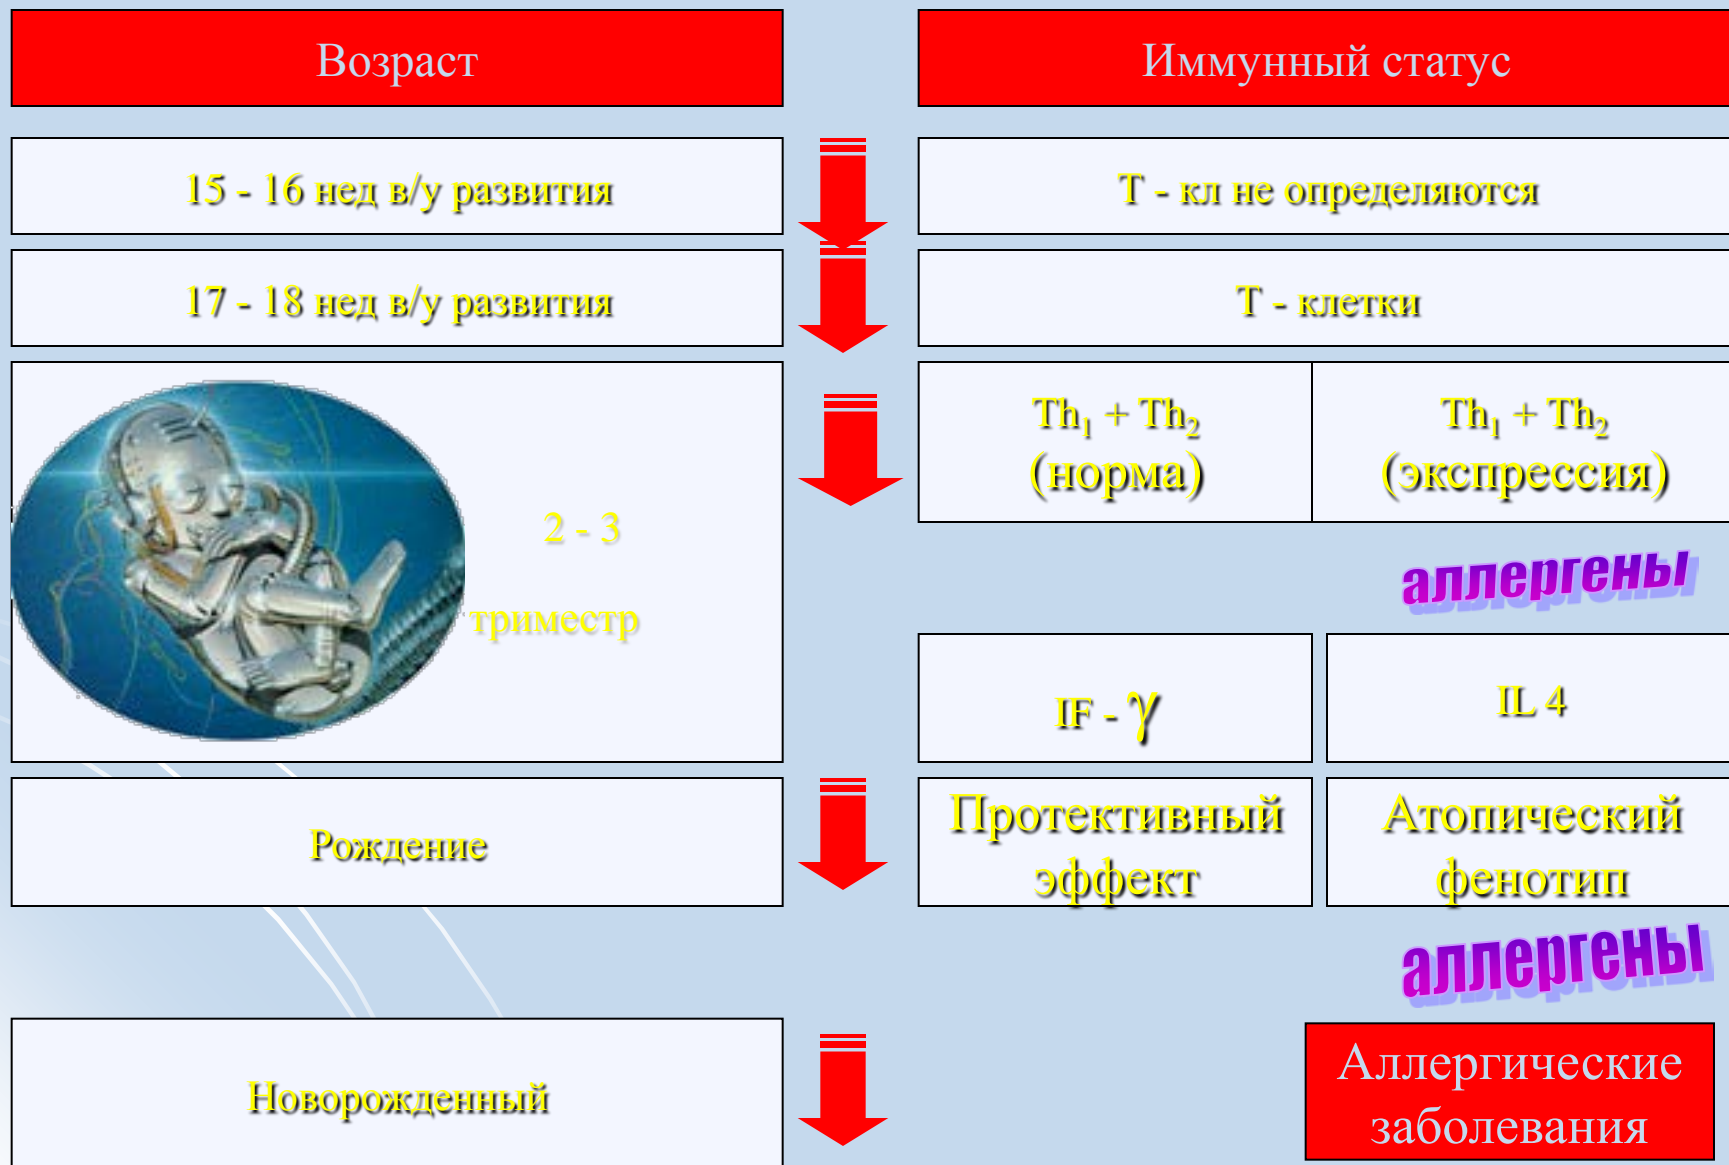 Возраст
Иммунный статус
15 - 16 нед в/у развития
Т - кл не определяются
17 - 18 нед в/у развития
Т - клетки
2 - 3
триместр
Th₁ + Th₂
(норма)
Th₁ + Th₂
(экспрессия)
аллергены
IF - γ
IL 4
Рождение
Протективный
эффект
Атопический
фенотип
аллергены
Новорожденный
Аллергические
заболевания